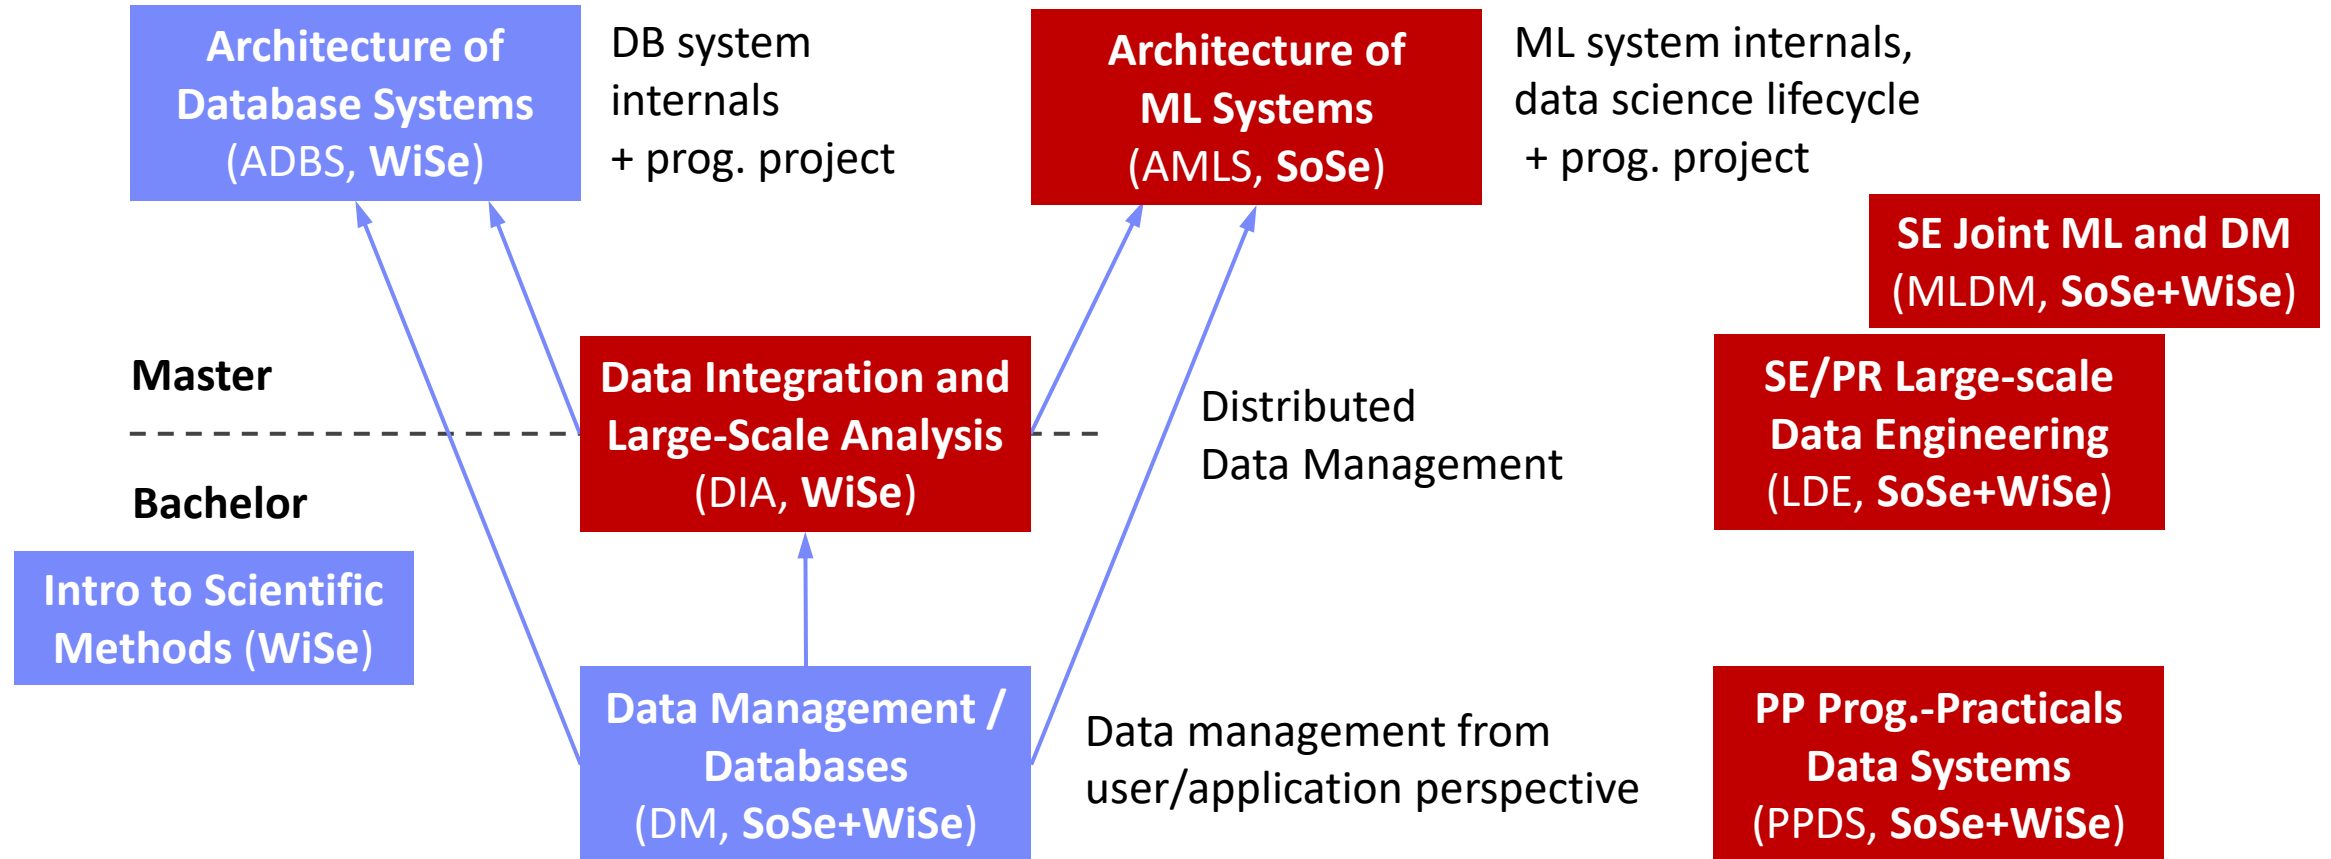 Architecture of
Database Systems
(ADBS, WiSe)
DB system
internals
+ prog. project
Architecture of
ML Systems
(AMLS, SoSe)
ML system internals,
data science lifecycle
+ prog. project
SE Joint ML and DM
(MLDM, SoSe+WiSe)
Master
Data Integration and
Large-Scale Analysis
(DIA, WiSe)
Distributed
Data Management
SE/PR Large-scale
Data Engineering
(LDE, SoSe+WiSe)
Bachelor
Intro to Scientific
Methods (WiSe)
Data Management /
Databases
(DM, SoSe+WiSe)
Data management from
user/application perspective
PP Prog.-Practicals
Data Systems
(PPDS, SoSe+WiSe)